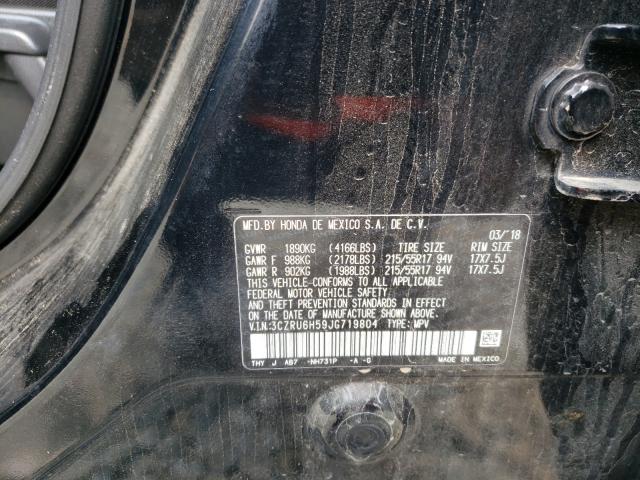 MFD.BY HONDA DE MEXICO S.A. DE C.V.
03/'18
GVWR 1890KG (4166LBS) TIRE SIZE RIM SIZE
GAWR F 988KG (2178LBS) 215/55R17 94V 17X7.5J
GAWR R 902KG (1988LBS) 215/55R17 94V 17X7.5J
THIS VEHICLE CONFORMS TO ALL APPLICABLE
FEDERAL MOTOR VEHICLE SAFETY
AND THEFT PREVENTION STANDARDS IN EFFECT
ON THE DATE OF MANUFACTURE SHOWN ABOVE.
V.I.N:3CZRU6H59JG719804 TYPE: MPV
THY J AB7 -NH731P -A -G MADE IN MEXICO